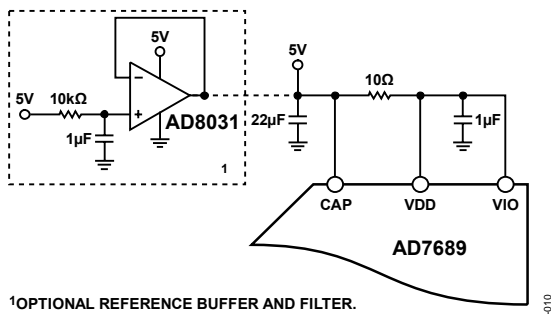 5V
5V
5V
10kΩ
1µF
AD8031
1
22µF
10Ω
1µF
CAP
VDD
VIO
AD7689
¹OPTIONAL REFERENCE BUFFER AND FILTER.
-010